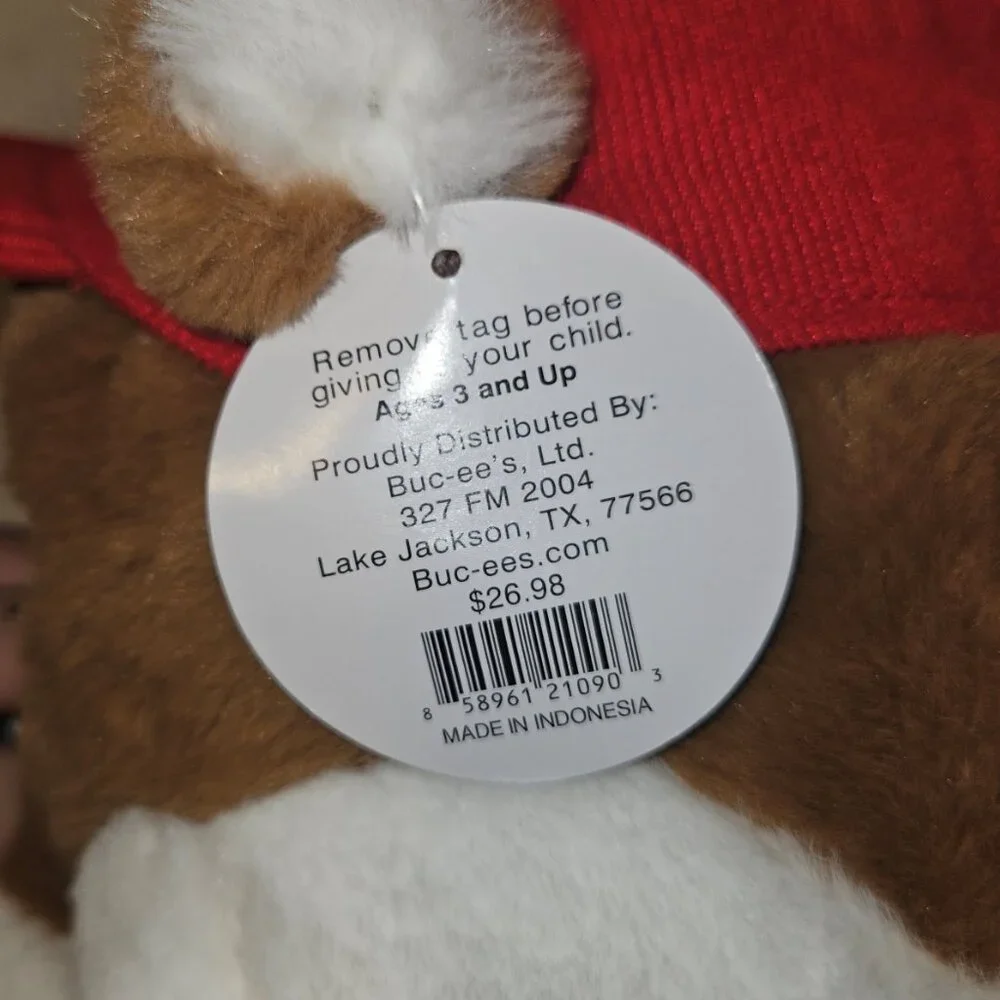 Remove tag before
giving your child.
Ages 3 and Up
Proudly Distributed By:
Buc-ee's, Ltd.
327 FM 2004
Lake Jackson, TX, 77566
Buc-ees.com
$26.98
8 58961 21090 3
MADE IN INDONESIA